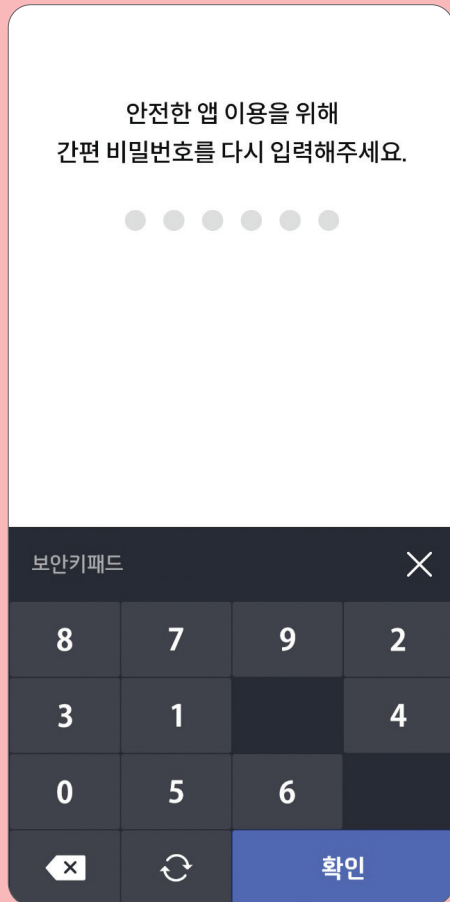 안전한 앱 이용을 위해
간편 비밀번호를 다시 입력해주세요.
보안키패드
8 7 9 2
3 1 4
0 5 6
확인